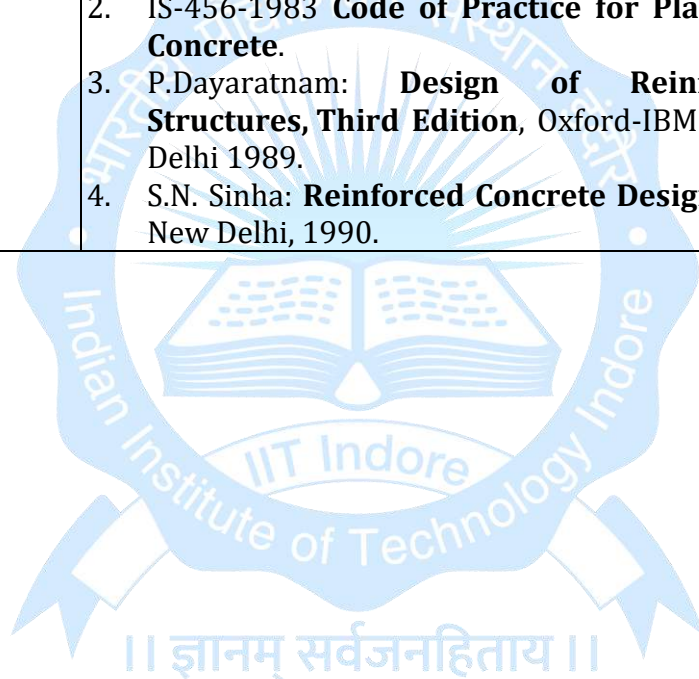 2. IS-456-1983 Code of Practice for Pla
Concrete.
3. P.Dayaratnam: Design of Rein
Structures, Third Edition, Oxford-IBM
Delhi 1989.
4. S.N. Sinha: Reinforced Concrete Desig
New Delhi, 1990.
Indian Institute of Technology Indore
IIT Indore
।। ज्ञानम् सर्वजनहिताय ।।